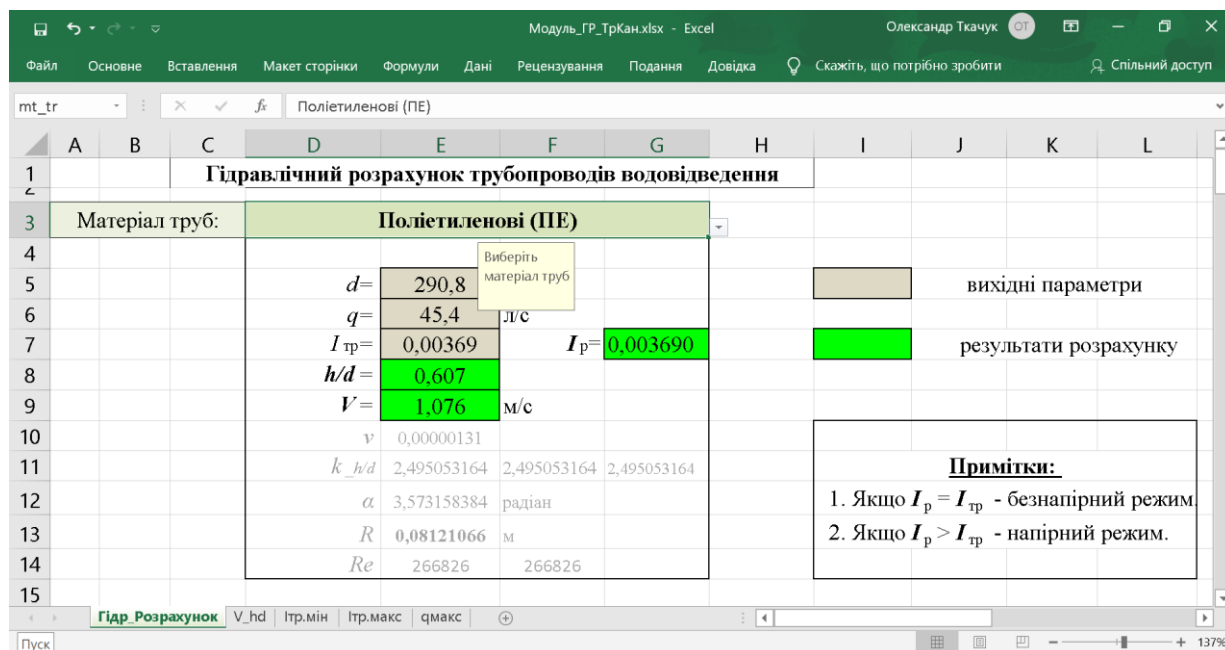 Модуль_ГР_ТрКан.xlsx - Excel
Олександр Ткачук ОТ
Файл Основне Вставлення Макет сторінки Формули Дані Рецензування Подання Довідка Скажіть, що потрібно зробити Спільний доступ
mt_tr fx Поліетиленові (ПЕ)
A B C D E F G H I J K L
1 Гідравлічний розрахунок трубопроводів водовідведення
2
3 Матеріал труб: Поліетиленові (ПЕ)
Виберіть
матеріал труб
4
5 d= 290,8 вихідні параметри
6 q= 45,4 л/с
7 I тр= 0,00369 I р= 0,003690 результати розрахунку
8 h/d = 0,607
9 V = 1,076 м/с
10 ν 0,00000131
11 k_h/d 2,495053164 2,495053164 2,495053164 Примітки:
12 α 3,573158384 радіан 1. Якщо I р = I тр - безнапірний режим.
13 R 0,08121066 м 2. Якщо I р > I тр - напірний режим.
14 Re 266826 266826
15
Гідр_Розрахунок V_hd Iтр.мін Iтр.макс qмакс
Пуск 137%